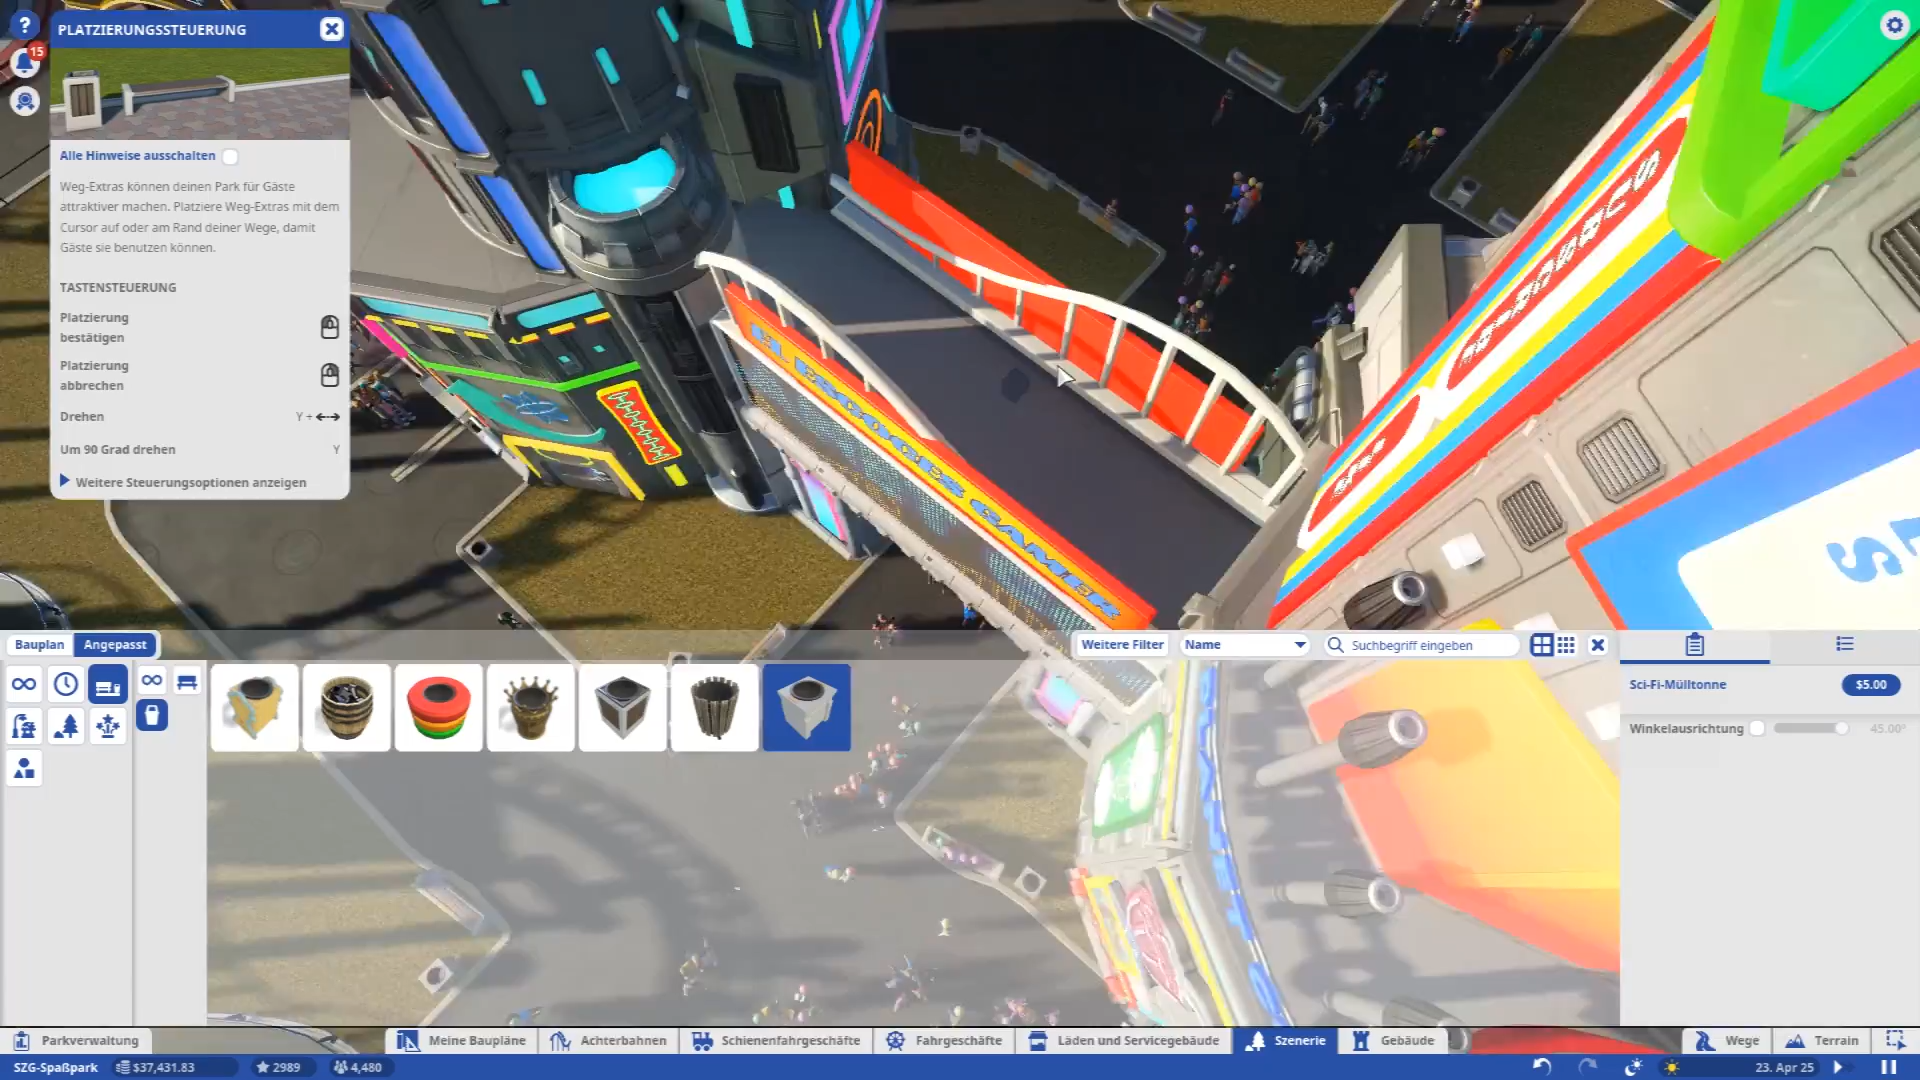 PLATZIERUNGSSTEUERUNG
15
Alle Hinweise ausschalten
Weg-Extras können deinen Park für Gäste
attraktiver machen. Platziere Weg-Extras mit dem
Cursor auf oder am Rand deiner Wege, damit
Gäste sie benutzen können.
TASTENSTEUERUNG
Platzierung
bestätigen
Platzierung
abbrechen
Drehen Y +
Um 90 Grad drehen Y
Weitere Steuerungsoptionen anzeigen
GAMER
Bauplan Angepasst
Weitere Filter Name Suchbegriff eingeben
Sci-Fi-Mülltonne $5.00
Winkelausrichtung 45.00°
Parkverwaltung Meine Baupläne Achterbahnen Schienenfahrgeschäfte Fahrgeschäfte Läden und Servicegebäude Szenerie Gebäude Wege Terrain
SZG-Spaßpark $37,431.83 2989 4,480 23. Apr 25